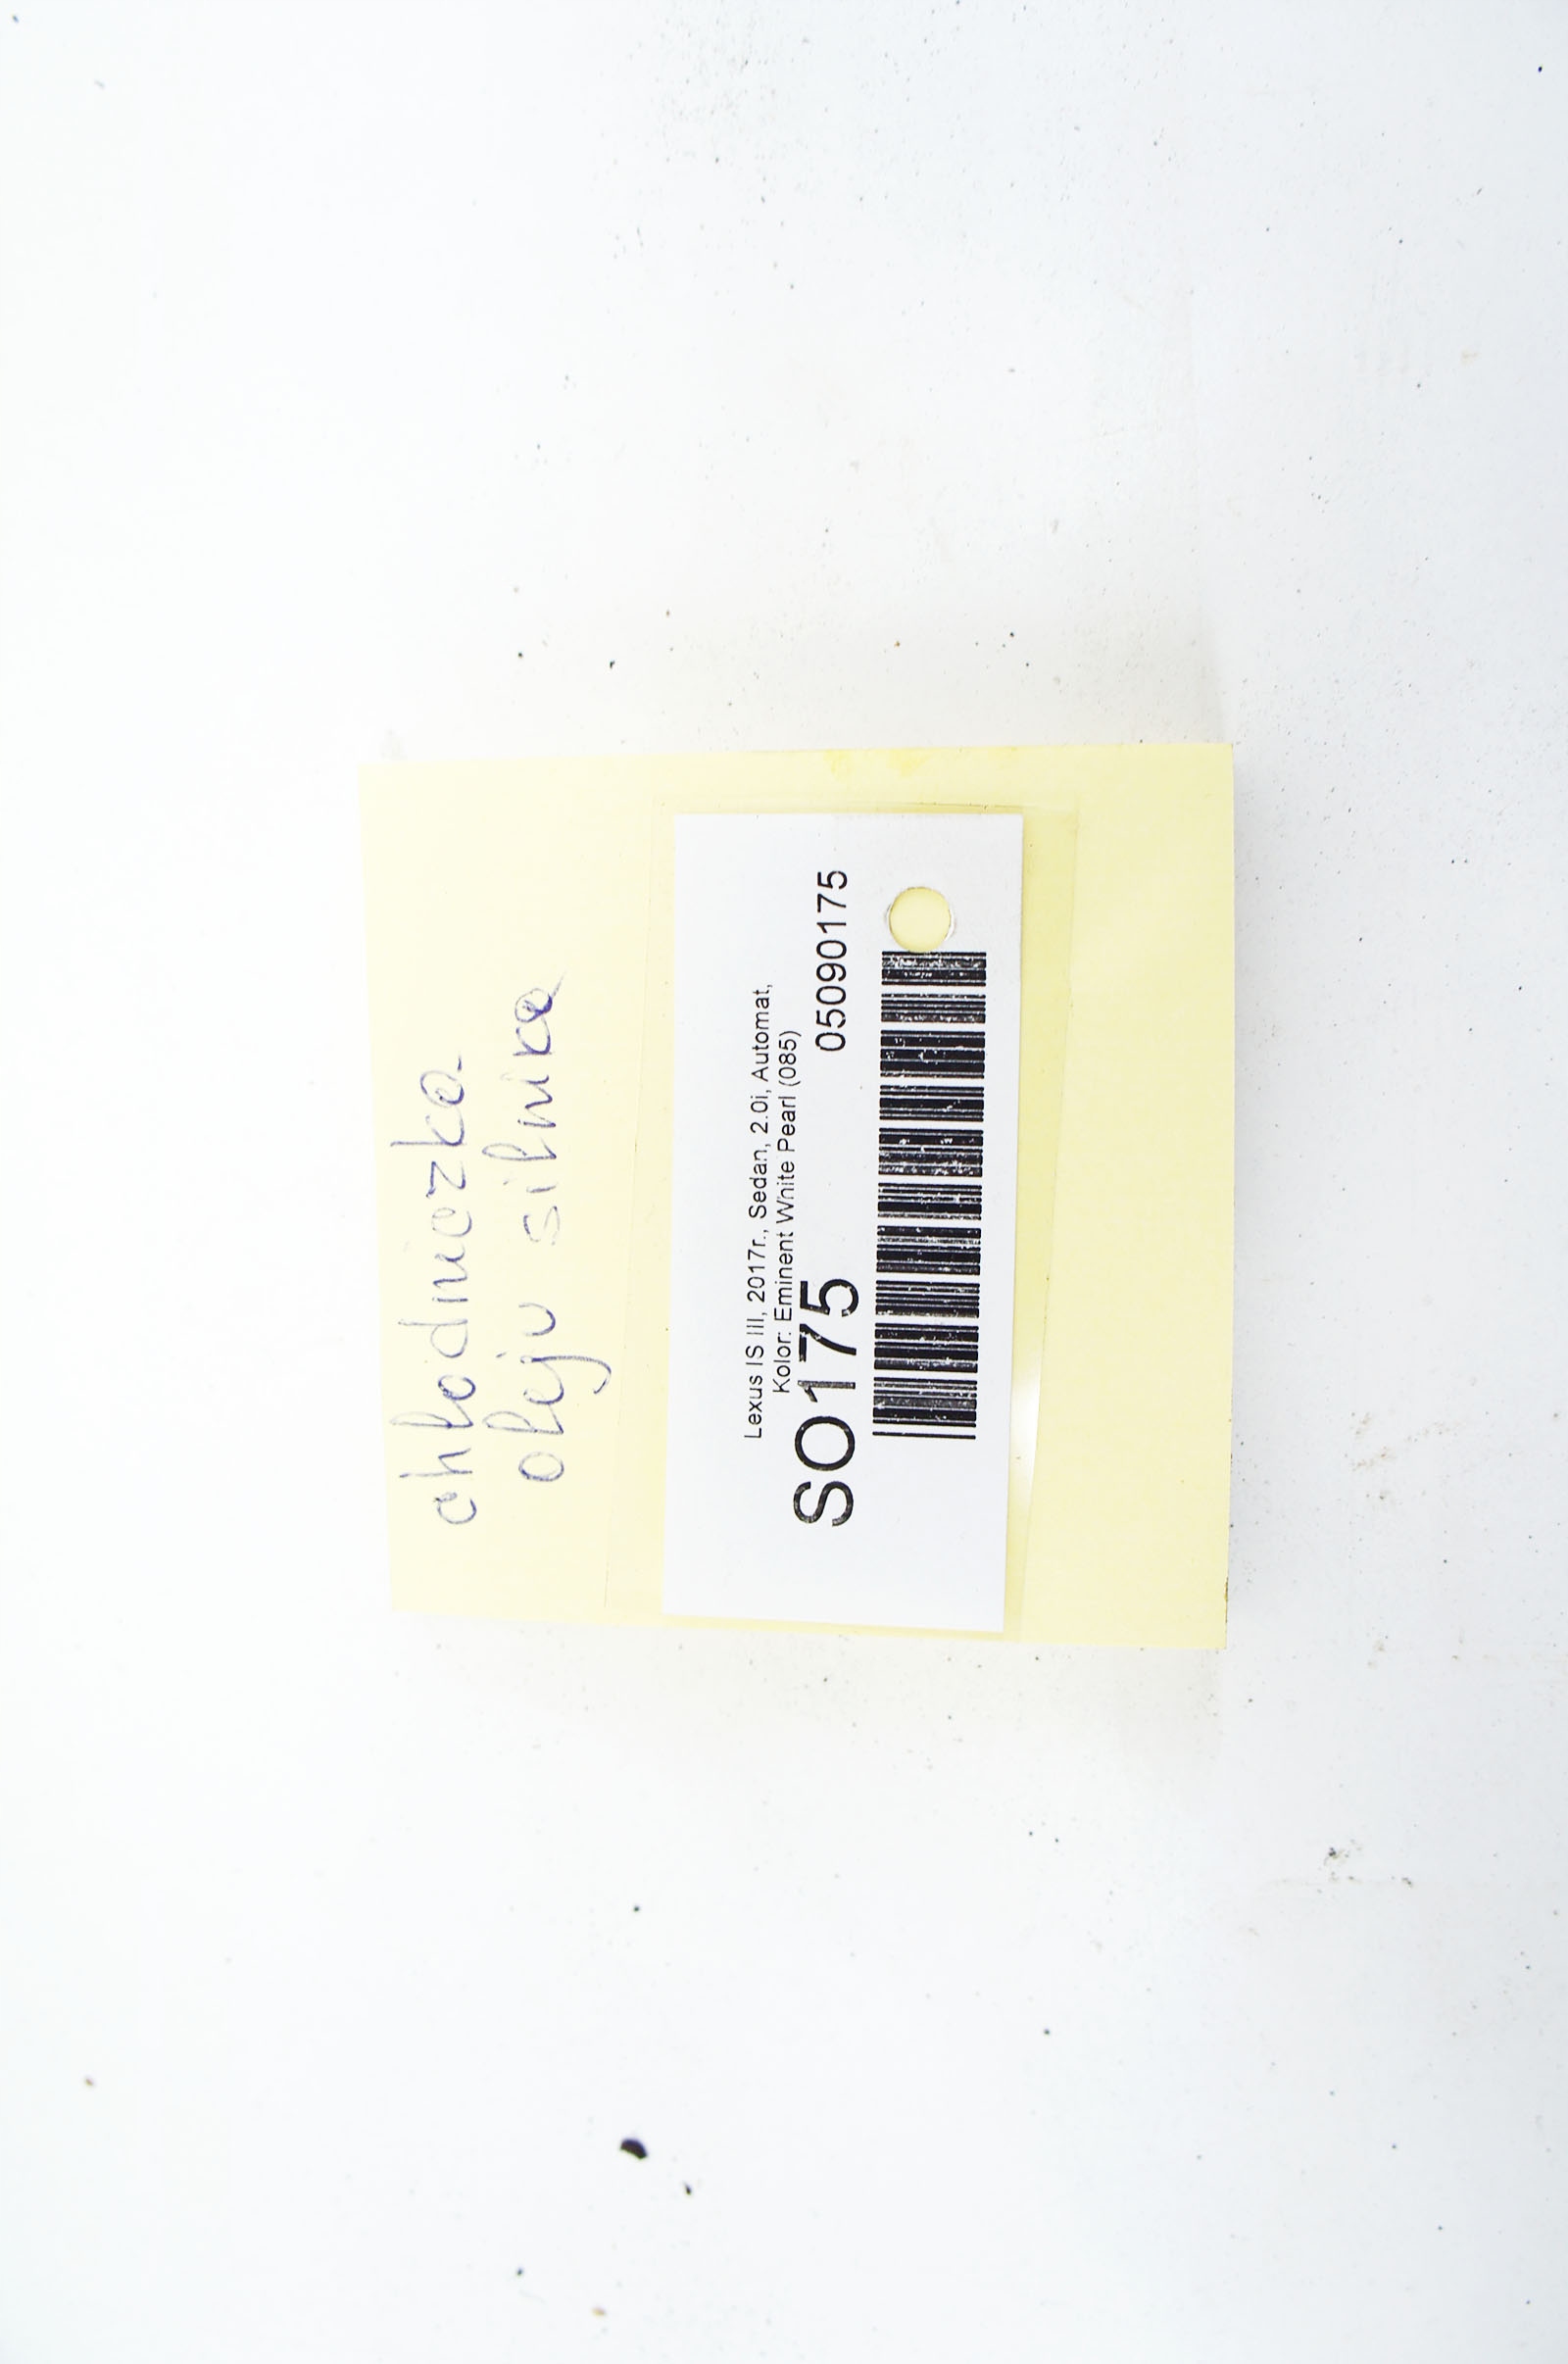 chłodniczka
oleju silnika
Lexus IS III, 2017r., Sedan, 2.0i, Automat,
Kolor: Eminent White Pearl (085)
SO175 05090175